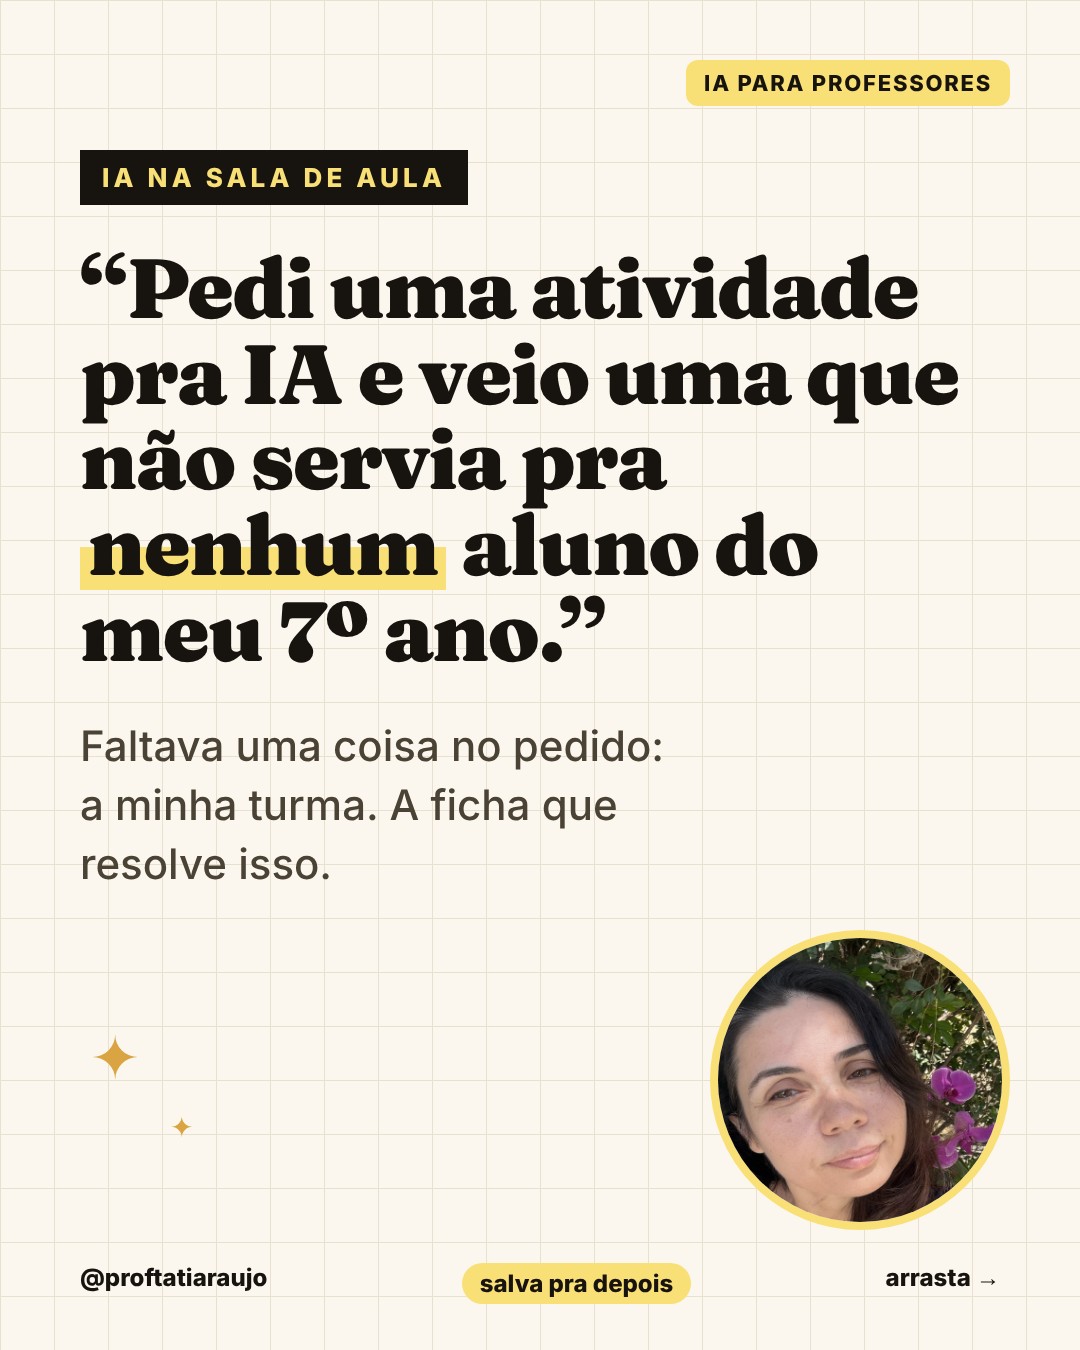 IA PARA PROFESSORES
IA NA SALA DE AULA
“Pedi uma atividade
pra IA e veio uma que
não servia pra
nenhum aluno do
meu 7º ano.”
Faltava uma coisa no pedido:
a minha turma. A ficha que
resolve isso.
@proftatiaraujo
salva pra depois
arrasta →